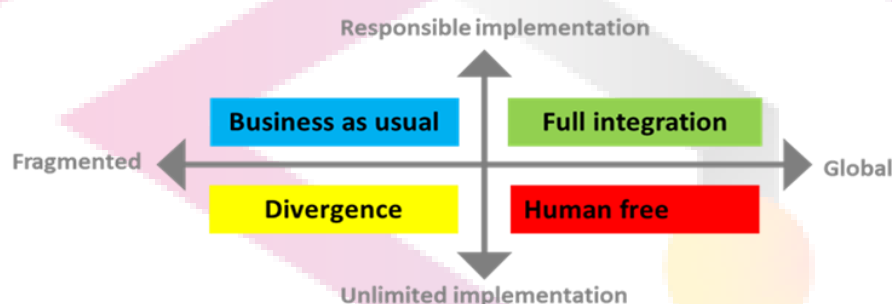 Responsible implementation
Business as usual
Full integration
Fragmented
Global
Divergence
Human free
Unlimited implementation